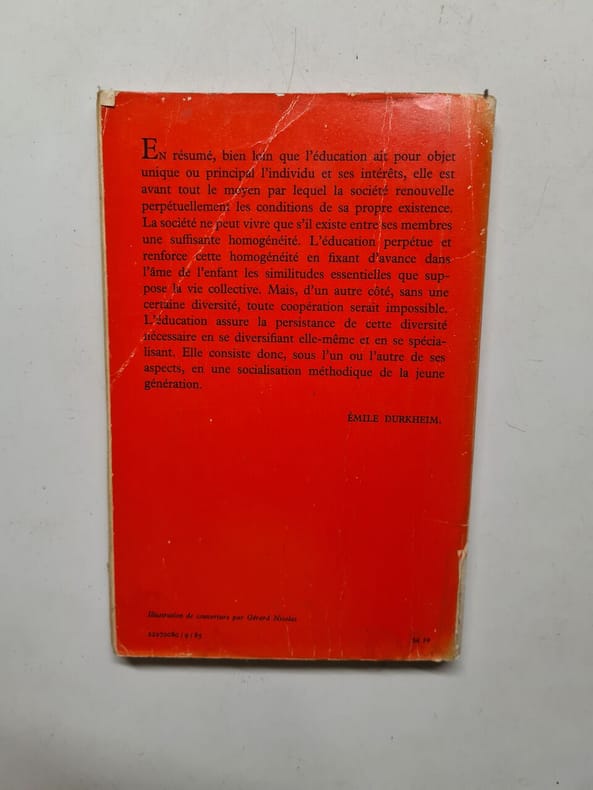 EN résumé, bien loin que l'éducation ait pour objet
unique ou principal l'individu et ses intérêts, elle est
avant tout le moyen par lequel la société renouvelle
perpétuellement les conditions de sa propre existence.
La société ne peut vivre que s'il existe entre ses membres
une suffisante homogénéité. L'éducation perpétue et
renforce cette homogénéité en fixant d'avance dans
l'âme de l'enfant les similitudes essentielles que sup-
pose la vie collective. Mais, d'un autre côté, sans une
certaine diversité, toute coopération serait impossible.
L'éducation assure la persistance de cette diversité
nécessaire en se diversifiant elle-même et en se spécia-
lisant. Elle consiste donc, sous l'un ou l'autre de ses
aspects, en une socialisation méthodique de la jeune
génération.
ÉMILE DURKHEIM.
Illustration de couverture par Gérard Nicolas